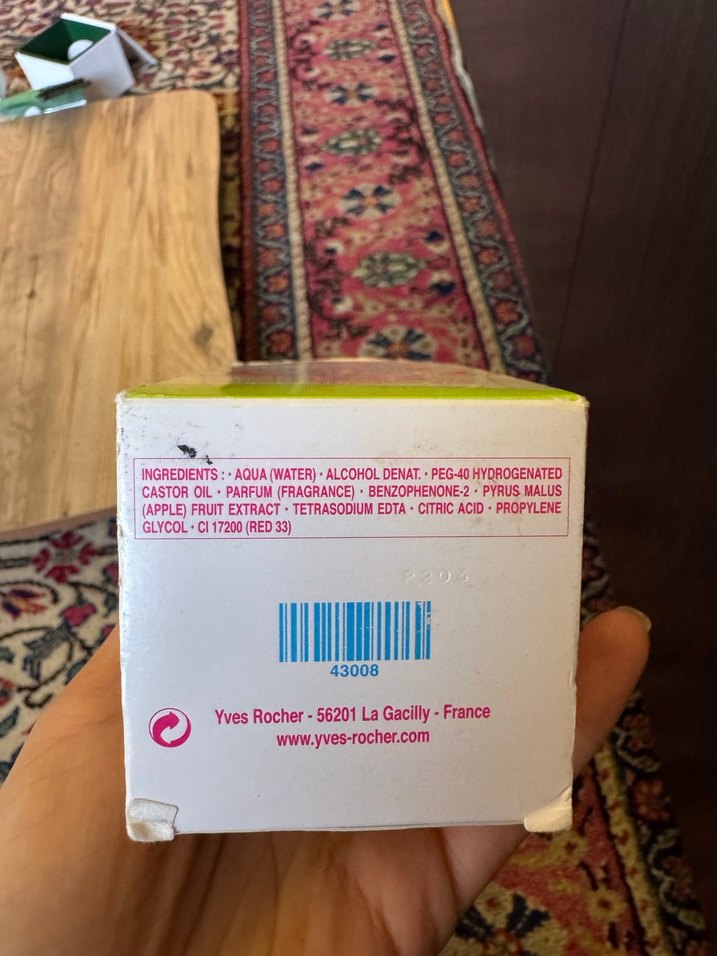 INGREDIENTS : · AQUA (WATER) · ALCOHOL DENAT. · PEG-40 HYDROGENATED
CASTOR OIL · PARFUM (FRAGRANCE) · BENZOPHENONE-2 · PYRUS MALUS
(APPLE) FRUIT EXTRACT · TETRASODIUM EDTA · CITRIC ACID · PROPYLENE
GLYCOL · CI 17200 (RED 33)
43008
Yves Rocher - 56201 La Gacilly - France
www.yves-rocher.com